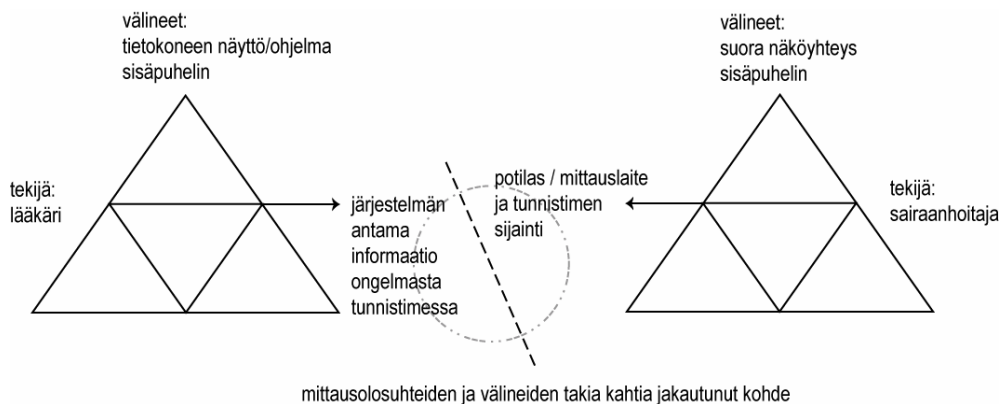 välineet:
tietokoneen näyttö/ohjelma
sisäpuhelin
välineet:
suora näköyhteys
sisäpuhelin
tekijä:
lääkäri
järjestelmän
antama
informaatio
ongelmasta
tunnistimessa
potilas / mittauslaite
ja tunnistimen
sijainti
tekijä:
sairaanhoitaja
mittausolosuhteiden ja välineiden takia kahtia jakautunut kohde